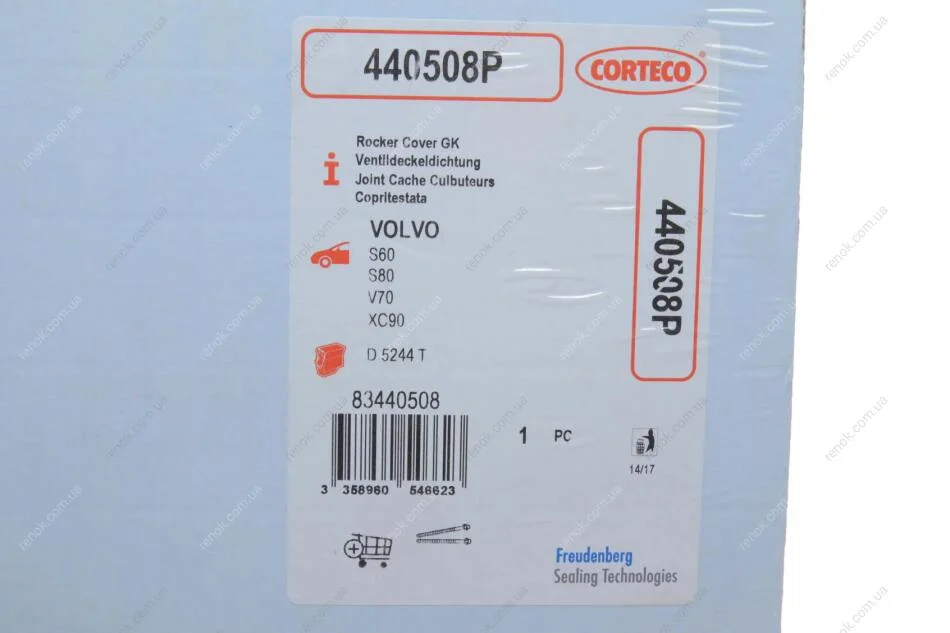 440508P
CORTECO
Rocker Cover GK
Ventildeckeldichtung
Joint Cache Culbuteurs
Copritestata
VOLVO
S60
S80
V70
XC90
D 5244 T
440508P
83440508
3 358960 546623
1 PC
14/17
Freudenberg
Sealing Technologies
renok.com.ua